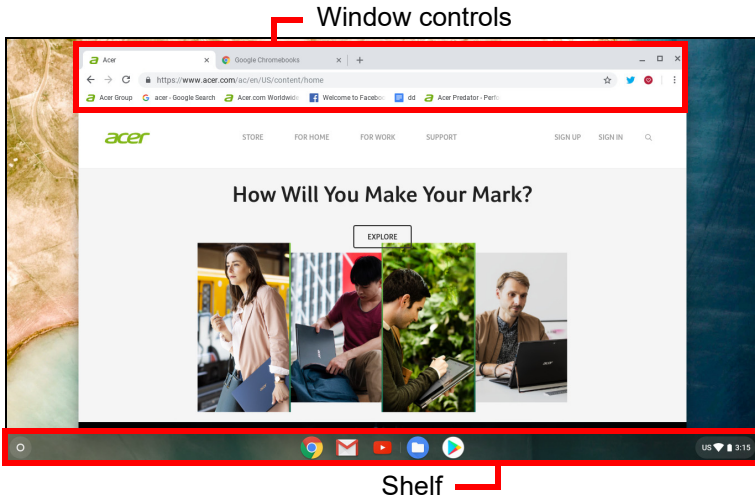 Window controls
Acer × Google Chromebooks × +
https://www.acer.com/ac/en/US/content/home
Acer Group acer - Google Search Acer.com Worldwide Welcome to Faceboo dd Acer Predator - Perfo
acer STORE FOR HOME FOR WORK SUPPORT SIGN UP SIGN IN
How Will You Make Your Mark?
EXPLORE
US 3:15
Shelf